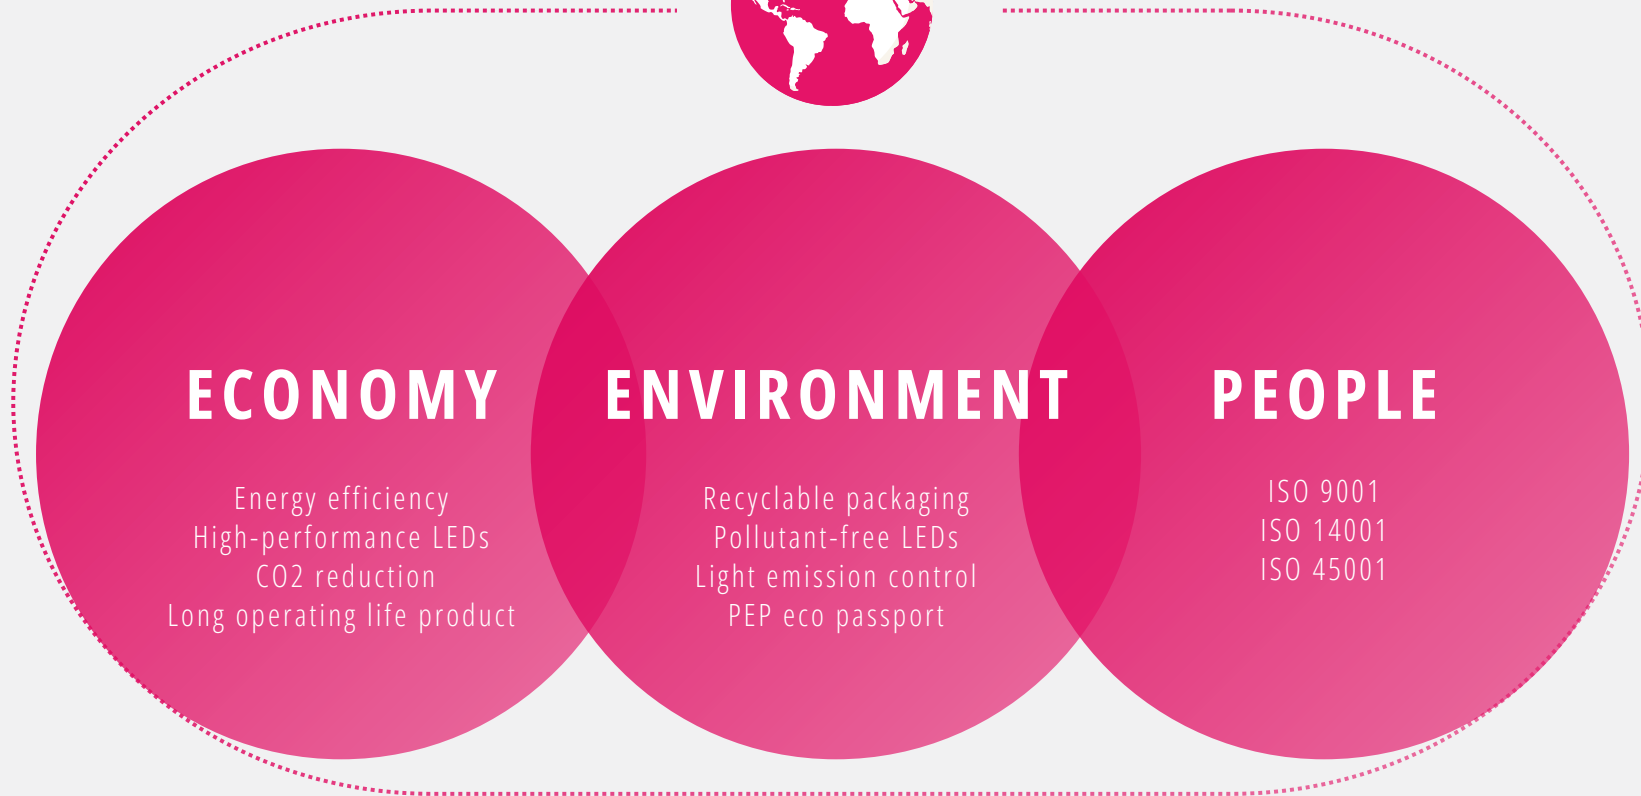 ECONOMY
Energy efficiency
High-performance LEDs
CO2 reduction
Long operating life product
ENVIRONMENT
Recyclable packaging
Pollutant-free LEDs
Light emission control
PEP eco passport
PEOPLE
ISO 9001
ISO 14001
ISO 45001